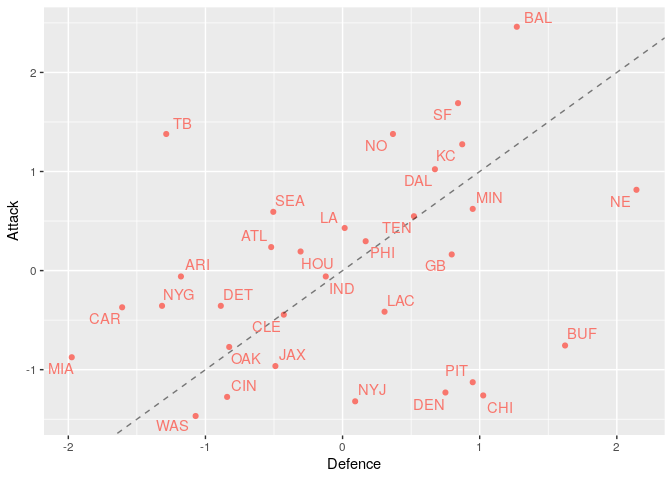 BAL
2
SF
TB
NO
KC
1
DAL
NE
SEA
MIN
LA
TEN
ATL
PHI
ARI
HOU
GB
0
IND
NYG
DET
LAC
CAR
CLE
BUF
OAK
JAX
MIA
-1
PIT
CIN
NYJ
DEN
CHI
WAS
-2
-1
0
1
2
Defence
Attack